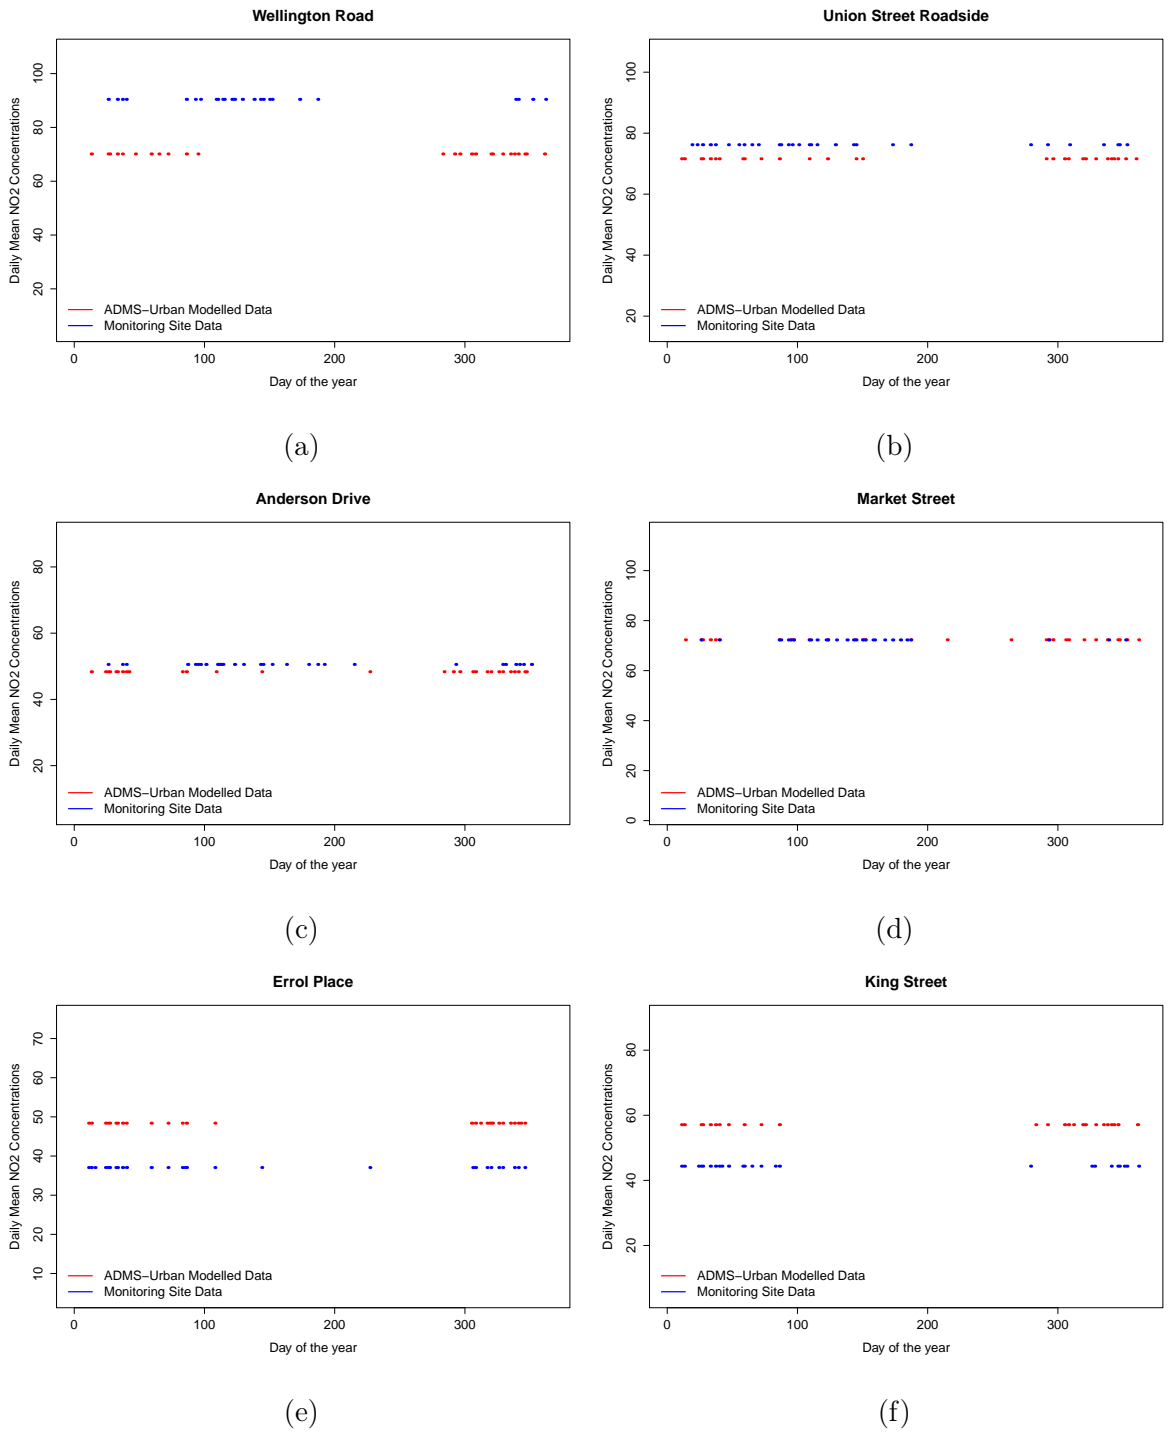 Wellington Road
Daily Mean NO2 Concentrations
100
80
60
40
20
ADMS−Urban Modelled Data
Monitoring Site Data
0 100 200 300
Day of the year
(a)
Union Street Roadside
Daily Mean NO2 Concentrations
100
80
60
40
20
ADMS−Urban Modelled Data
Monitoring Site Data
0 100 200 300
Day of the year
(b)
Anderson Drive
Daily Mean NO2 Concentrations
80
60
40
20
ADMS−Urban Modelled Data
Monitoring Site Data
0 100 200 300
Day of the year
(c)
Market Street
Daily Mean NO2 Concentrations
100
80
60
40
20
0
ADMS−Urban Modelled Data
Monitoring Site Data
0 100 200 300
Day of the year
(d)
Errol Place
Daily Mean NO2 Concentrations
70
60
50
40
30
20
10
ADMS−Urban Modelled Data
Monitoring Site Data
0 100 200 300
Day of the year
(e)
King Street
Daily Mean NO2 Concentrations
80
60
40
20
ADMS−Urban Modelled Data
Monitoring Site Data
0 100 200 300
Day of the year
(f)